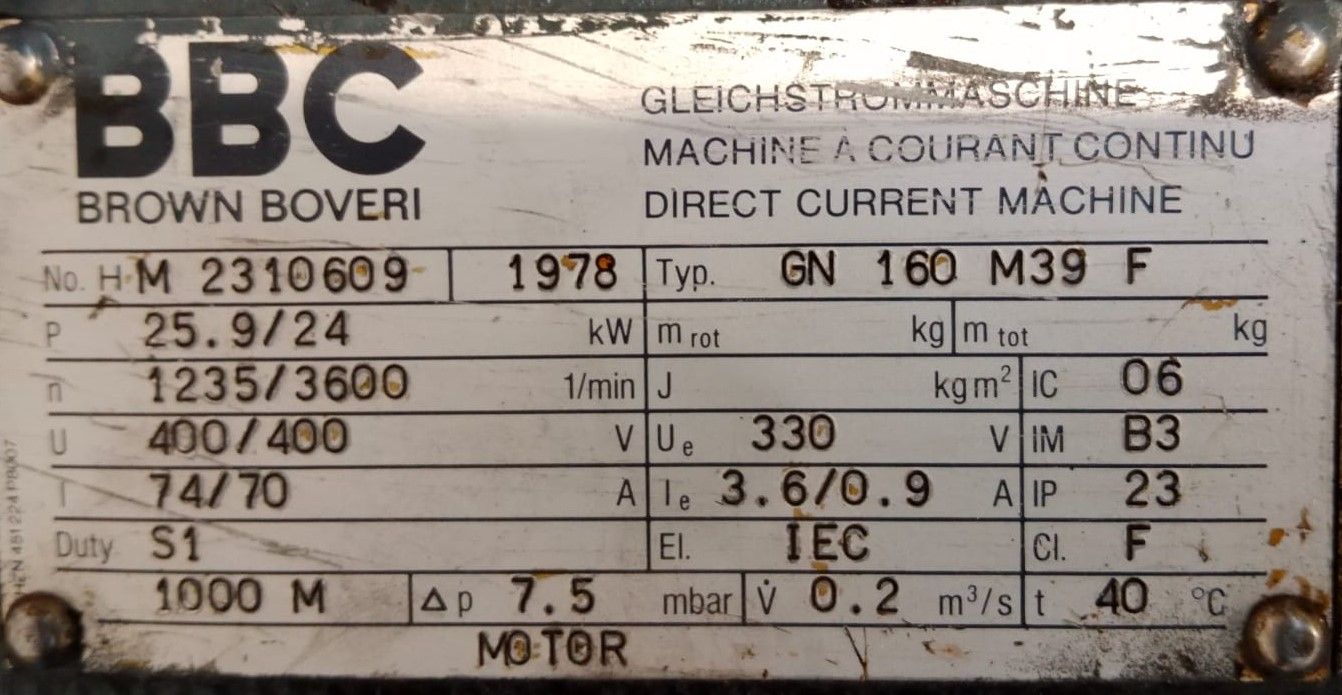 BBC
BROWN BOVERI
GLEICHSTROMMASCHINE
MACHINE À COURANT CONTINU
DIRECT CURRENT MACHINE
No. H M 2310609 1978 Typ. GN 160 M39 F
P 25.9/24 kW m rot kg m tot kg
n 1235/3600 1/min J kgm² IC 06
U 400/400 V Ue 330 V IM B3
I 74/70 A Ie 3.6/0.9 A IP 23
Duty S1 El. IEC Cl. F
1000 M Δp 7.5 mbar V̇ 0.2 m³/s t 40 °C
MOTOR